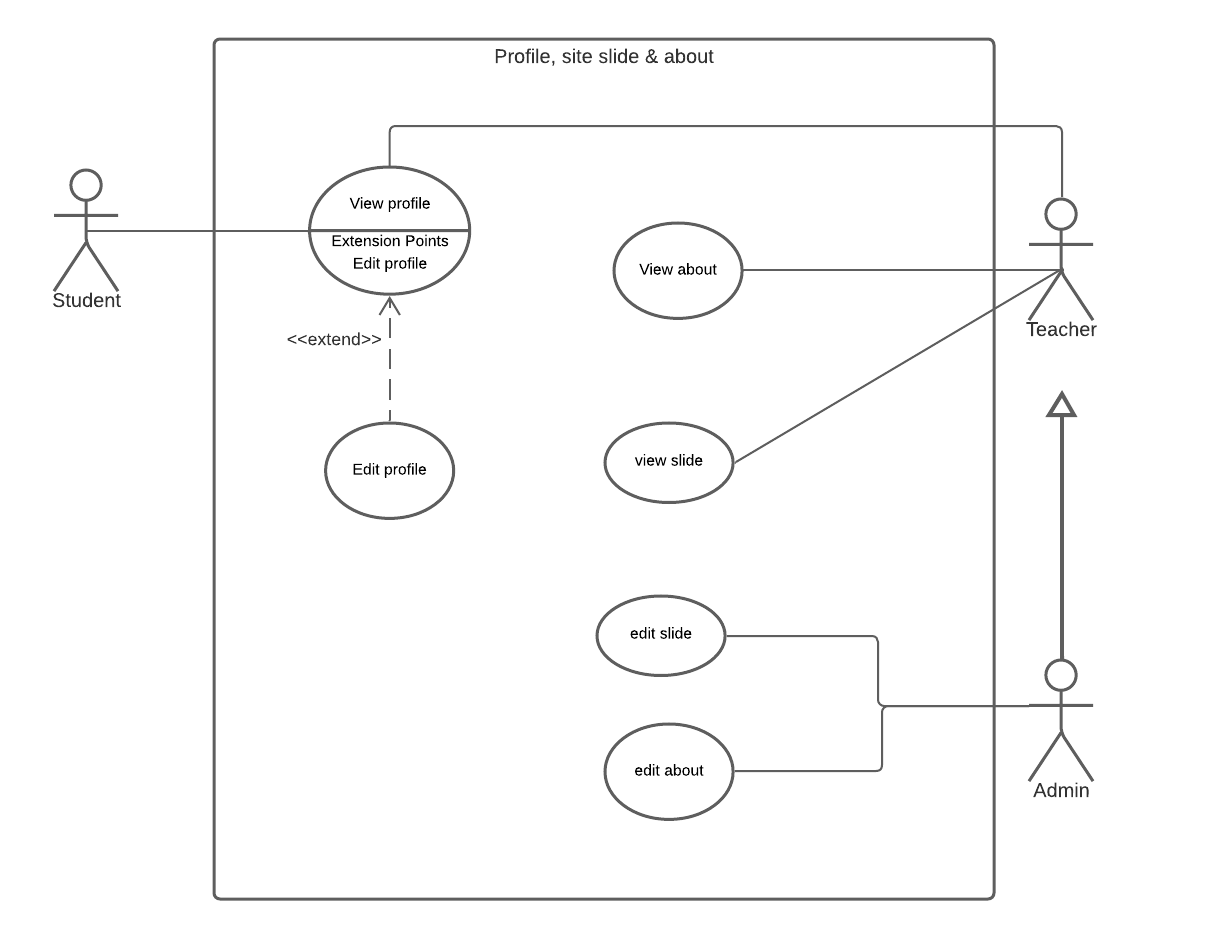 Profile, site slide & about
View profile
Extension Points
Edit profile
Student
<<extend>>
Edit profile
View about
Teacher
view slide
edit slide
edit about
Admin